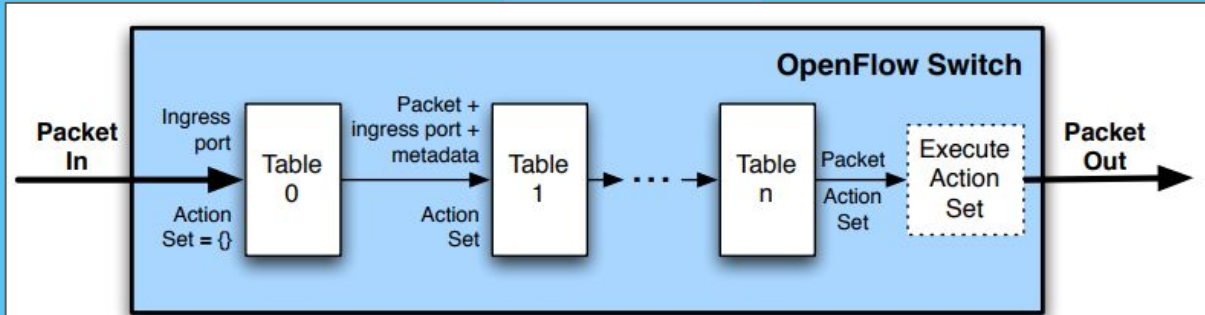 OpenFlow Switch
Packet
In
Ingress
port
Action
Set = {}
Table
0
Packet +
ingress port +
metadata
Action
Set
Table
1
...
Table
n
Packet
Action
Set
Execute
Action
Set
Packet
Out